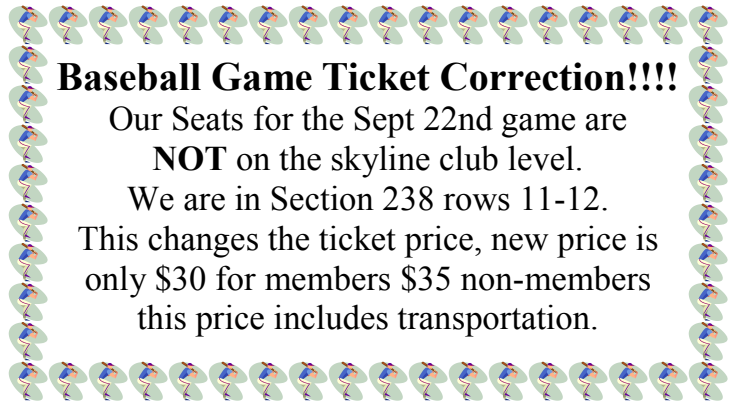 Baseball Game Ticket Correction!!!!
Our Seats for the Sept 22nd game are
NOT on the skyline club level.
We are in Section 238 rows 11-12.
This changes the ticket price, new price is
only $30 for members $35 non-members
this price includes transportation.